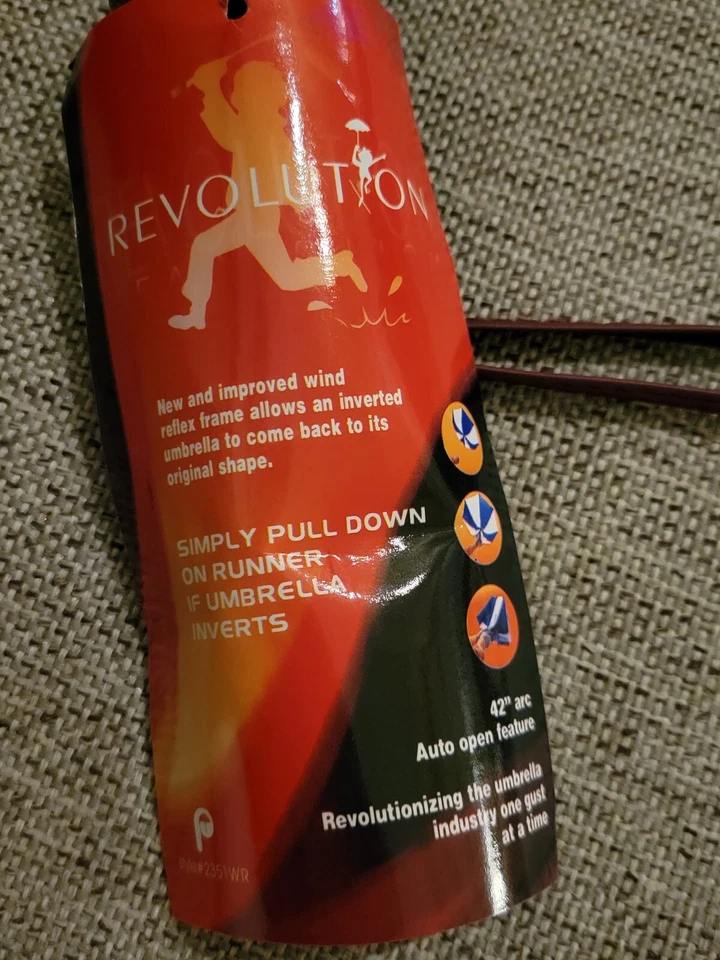 REVOLUTION
New and improved wind
reflex frame allows an inverted
umbrella to come back to its
original shape.
SIMPLY PULL DOWN
ON RUNNER
IF UMBRELLA
INVERTS
42" arc
Auto open feature
Revolutionizing the umbrella
industry one gust
at a time
P
#2351WR